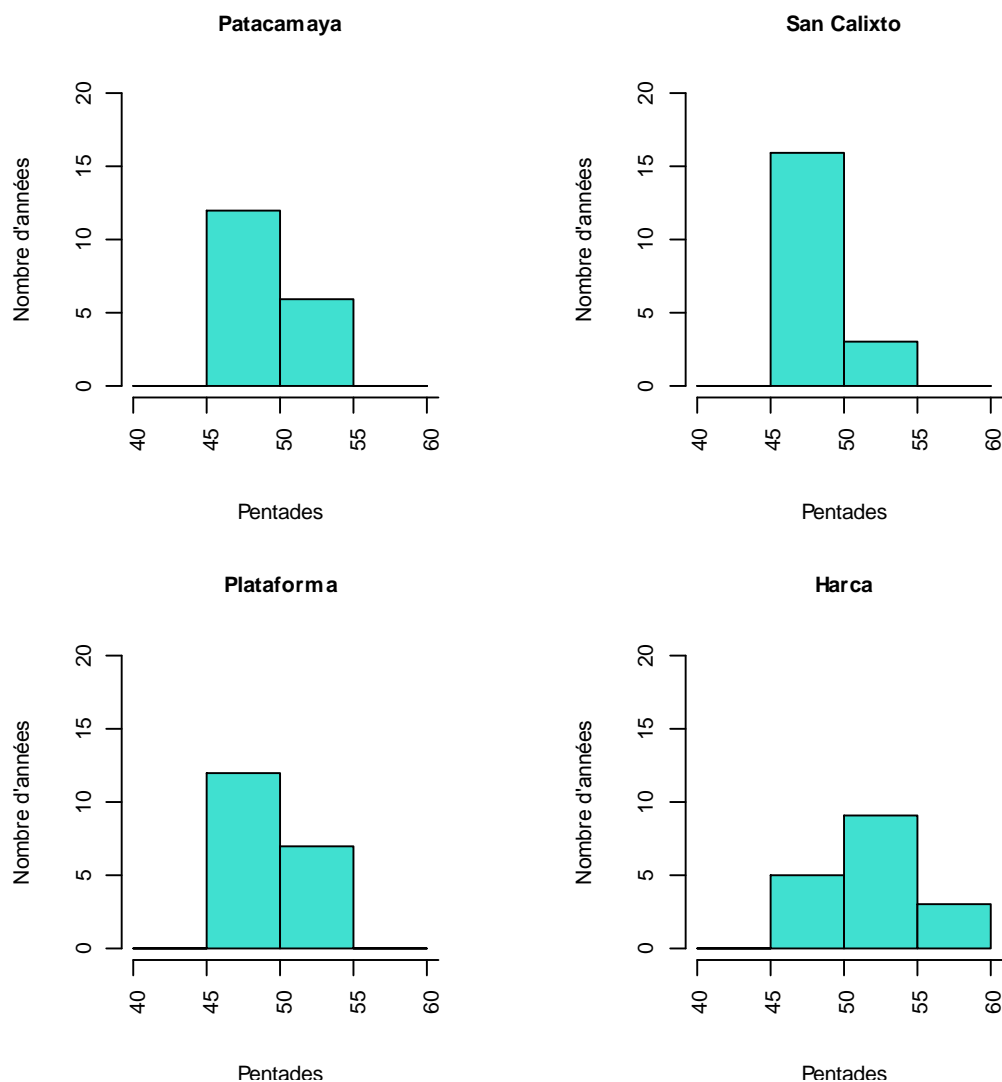 Patacamaya
Nombre d'années
0 5 10 15 20
40 45 50 55 60
Pentades
San Calixto
Nombre d'années
0 5 10 15 20
40 45 50 55 60
Pentades
Plataforma
Nombre d'années
0 5 10 15 20
40 45 50 55 60
Pentades
Harca
Nombre d'années
0 5 10 15 20
40 45 50 55 60
Pentades